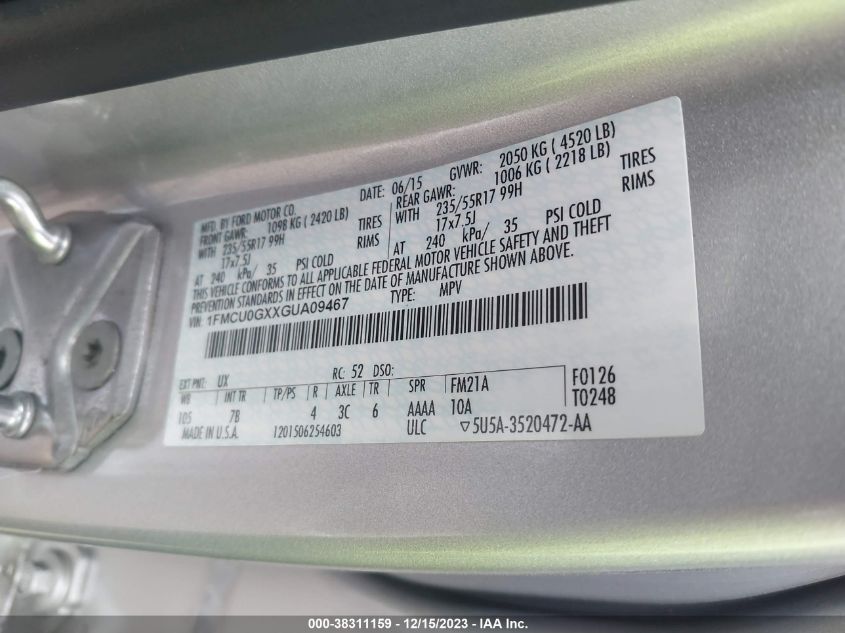 MFD. BY FORD MOTOR CO.
DATE: 06/15 GVWR: 2050 KG ( 4520 LB)
FRONT GAWR: 1098 KG ( 2420 LB)
REAR GAWR: 1006 KG ( 2218 LB)
WITH 235/55R17 99H TIRES
WITH 235/55R17 99H TIRES
17x7.5J RIMS
17x7.5J RIMS
AT 240 kPa/ 35 PSI COLD
AT 240 kPa/ 35 PSI COLD
THIS VEHICLE CONFORMS TO ALL APPLICABLE FEDERAL MOTOR VEHICLE SAFETY AND THEFT
PREVENTION STANDARDS IN EFFECT ON THE DATE OF MANUFACTURE SHOWN ABOVE.
VIN: 1FMCU0GXXGUA09467 TYPE: MPV
EXT PNT: UX RC: 52 DSO:
WB INT TR TP/PS R AXLE TR SPR FM21A F0126
105 7B 4 3C 6 AAAA 10A T0248
MADE IN U.S.A. 1201506254603 ULC ▽5U5A-3520472-AA
000-38311159 - 12/15/2023 - IAA Inc.